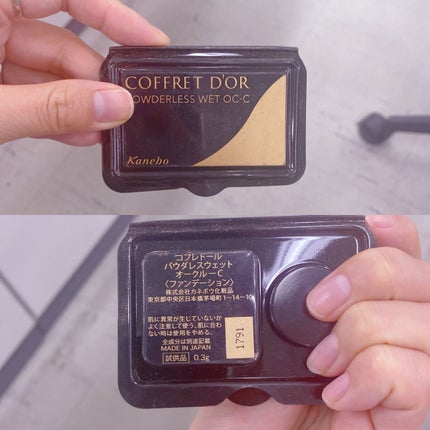 COFFRET D'OR
POWDERLESS WET OC-C
Kanebo
コフレドール
パウダレスウェット
オークルーC
〈ファンデーション〉
株式会社カネボウ化粧品
東京都中央区日本橋茅場町1-14-10
肌に異常が生じていないか
よく注意して使う。肌に合わ
ない時は使用をやめる。
全成分は別途記載
MADE IN JAPAN
試供品 0.3g
1791